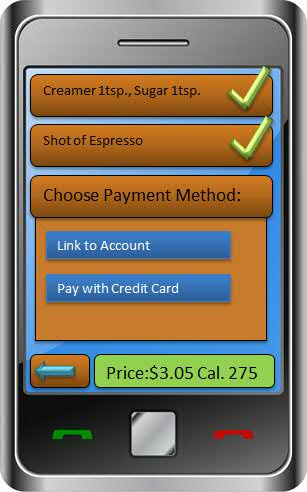 Creamer 1tsp., Sugar 1tsp.
Shot of Espresso
Choose Payment Method:
Link to Account
Pay with Credit Card
Price:$3.05 Cal. 275